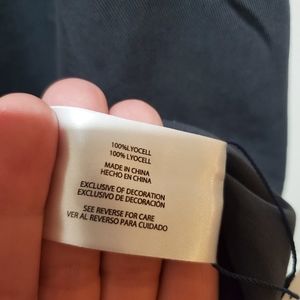 100%LYOCELL
100% LYOCELL
MADE IN CHINA
HECHO EN CHINA
EXCLUSIVE OF DECORATION
EXCLUSIVO DE DECORACIÓN
SEE REVERSE FOR CARE
VER AL REVERSO PARA CUIDADO